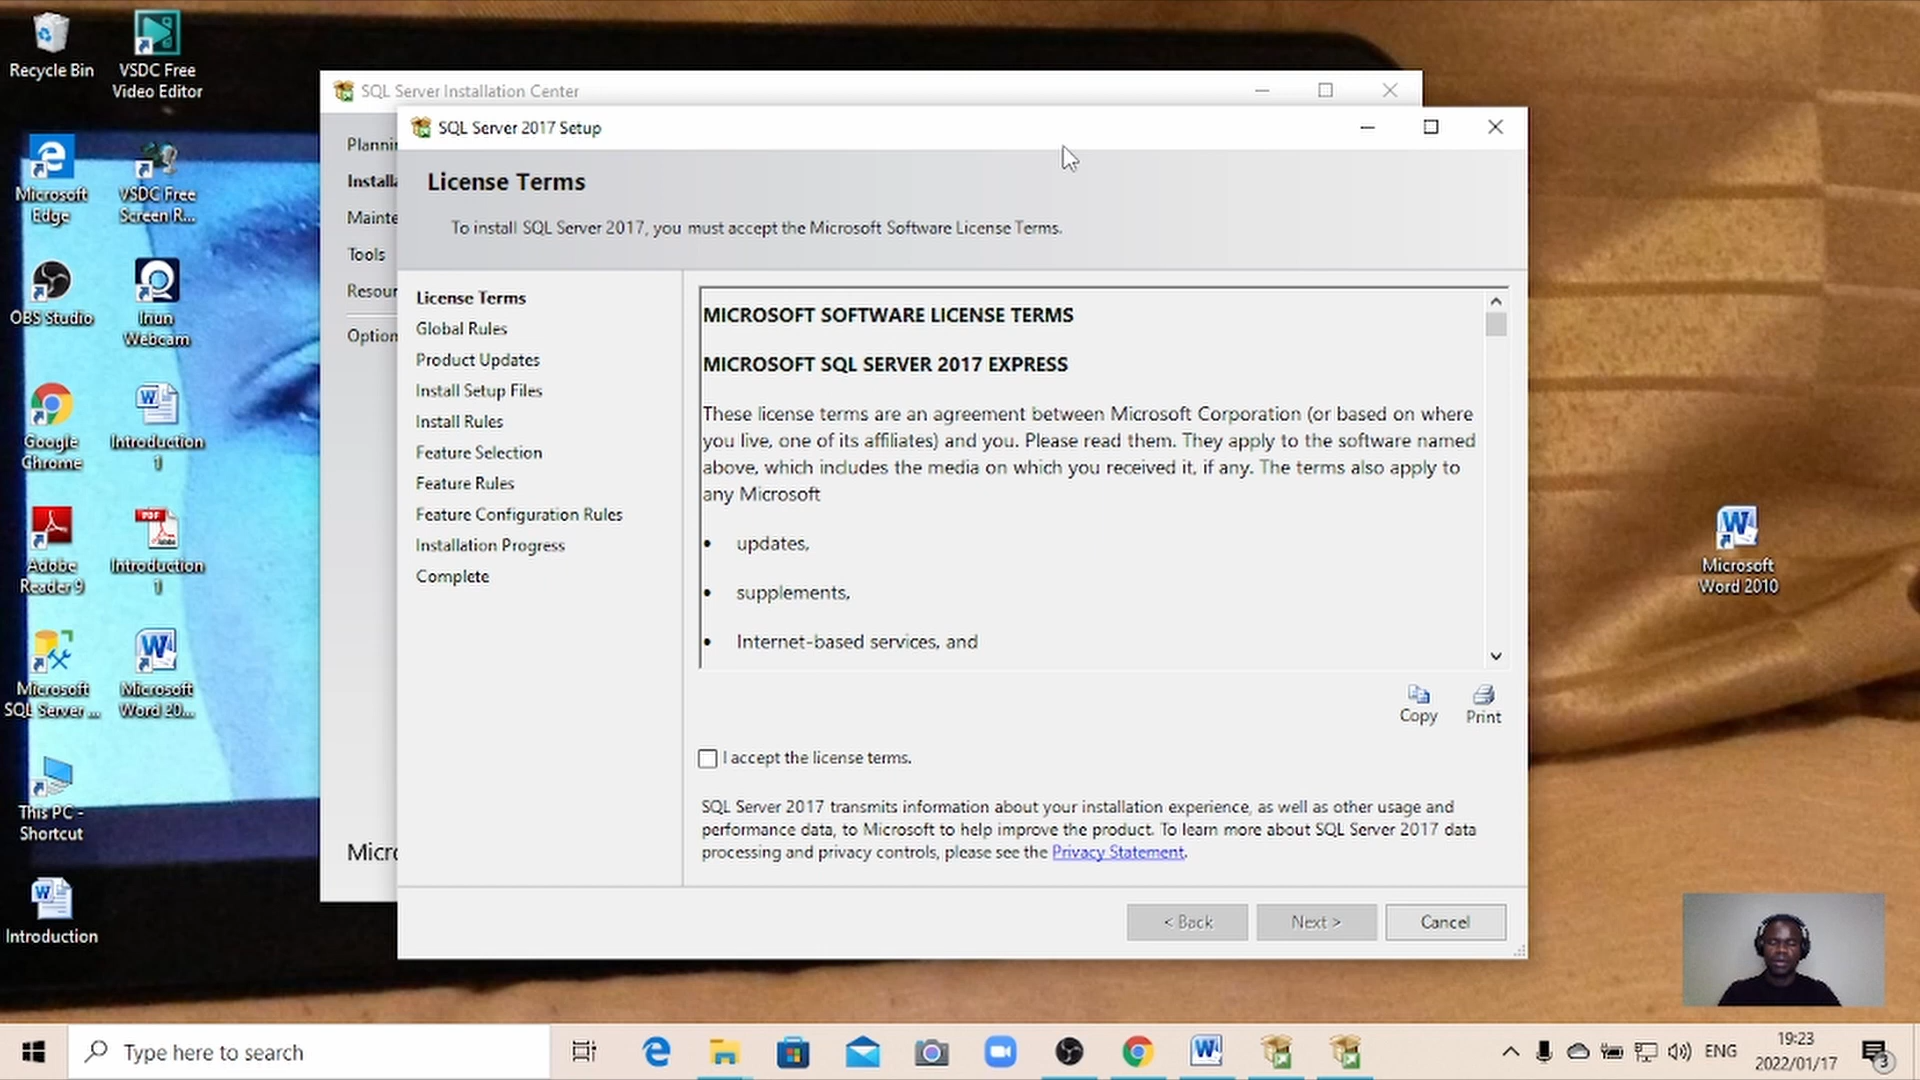 Recycle Bin
VSDC Free
Video Editor
Microsoft
Edge
VSDC Free
Screen R...
OBS Studio
Webcam
Google
Chrome
Introduction
1
Adobe
Reader 9
Introduction
1
Microsoft
SQL Server ...
Microsoft
Word 20...
This PC -
Shortcut
Introduction
SQL Server Installation Center
Planni
Installa
Mainte
Tools
Resour
Option
Micro
SQL Server 2017 Setup
License Terms
To install SQL Server 2017, you must accept the Microsoft Software License Terms.
License Terms
Global Rules
Product Updates
Install Setup Files
Install Rules
Feature Selection
Feature Rules
Feature Configuration Rules
Installation Progress
Complete
MICROSOFT SOFTWARE LICENSE TERMS
MICROSOFT SQL SERVER 2017 EXPRESS
These license terms are an agreement between Microsoft Corporation (or based on where
you live, one of its affiliates) and you. Please read them. They apply to the software named
above, which includes the media on which you received it, if any. The terms also apply to
any Microsoft
• updates,
• supplements,
• Internet-based services, and
Copy
Print
I accept the license terms.
SQL Server 2017 transmits information about your installation experience, as well as other usage and
performance data, to Microsoft to help improve the product. To learn more about SQL Server 2017 data
processing and privacy controls, please see the Privacy Statement.
< Back
Next >
Cancel
Microsoft
Word 2010
Type here to search
ENG
19:23
2022/01/17
3